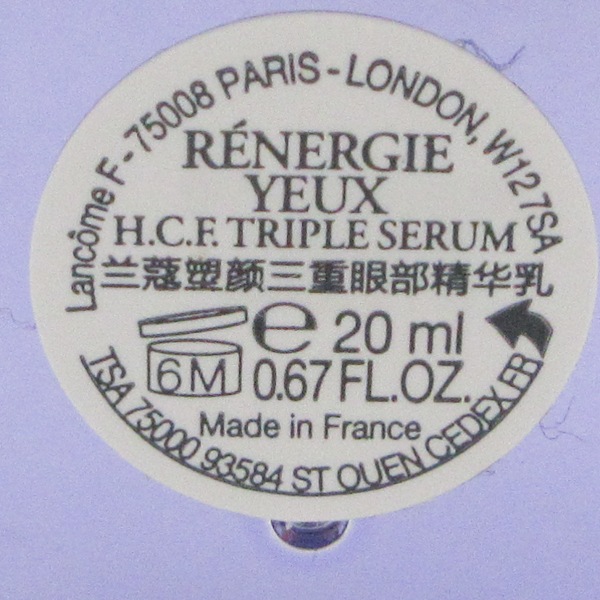 Lancôme F - 75008 PARIS - LONDON, W12 7SA
RÉNERGIE
YEUX
H.C.F. TRIPLE SERUM
兰蔻塑颜三重眼部精华乳
e 20 ml
6M 0.67 FL.OZ.
Made in France
TSA 75000 93584 ST OUEN CEDEX FR